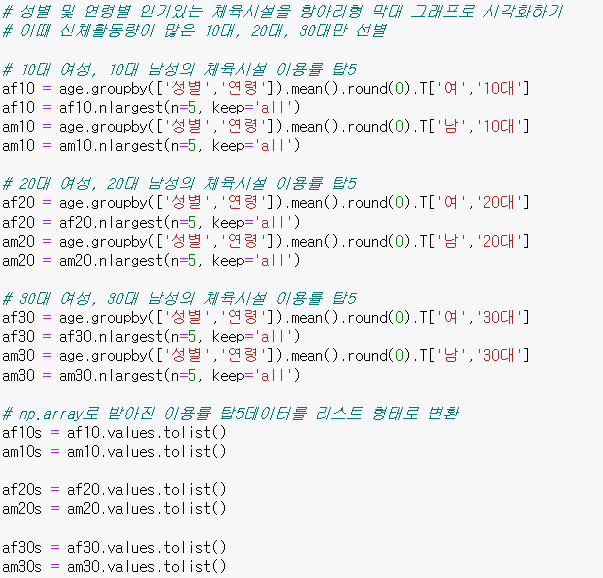 # 성별 및 연령별 인기있는 체육시설을 항아리형 막대 그래프로 시각화하기
# 이때 신체활동량이 많은 10대, 20대, 30대만 선별
# 10대 여성, 10대 남성의 체육시설 이용률 탑5
af10 = age.groupby(['성별','연령']).mean().round(0).T['여','10대']
af10 = af10.nlargest(n=5, keep='all')
am10 = age.groupby(['성별','연령']).mean().round(0).T['남','10대']
am10 = am10.nlargest(n=5, keep='all')
# 20대 여성, 20대 남성의 체육시설 이용률 탑5
af20 = age.groupby(['성별','연령']).mean().round(0).T['여','20대']
af20 = af20.nlargest(n=5, keep='all')
am20 = age.groupby(['성별','연령']).mean().round(0).T['남','20대']
am20 = am20.nlargest(n=5, keep='all')
# 30대 여성, 30대 남성의 체육시설 이용률 탑5
af30 = age.groupby(['성별','연령']).mean().round(0).T['여','30대']
af30 = af30.nlargest(n=5, keep='all')
am30 = age.groupby(['성별','연령']).mean().round(0).T['남','30대']
am30 = am30.nlargest(n=5, keep='all')
# np.array로 받아진 이용률 탑5데이터를 리스트 형태로 변환
af10s = af10.values.tolist()
am10s = am10.values.tolist()
af20s = af20.values.tolist()
am20s = am20.values.tolist()
af30s = af30.values.tolist()
am30s = am30.values.tolist()